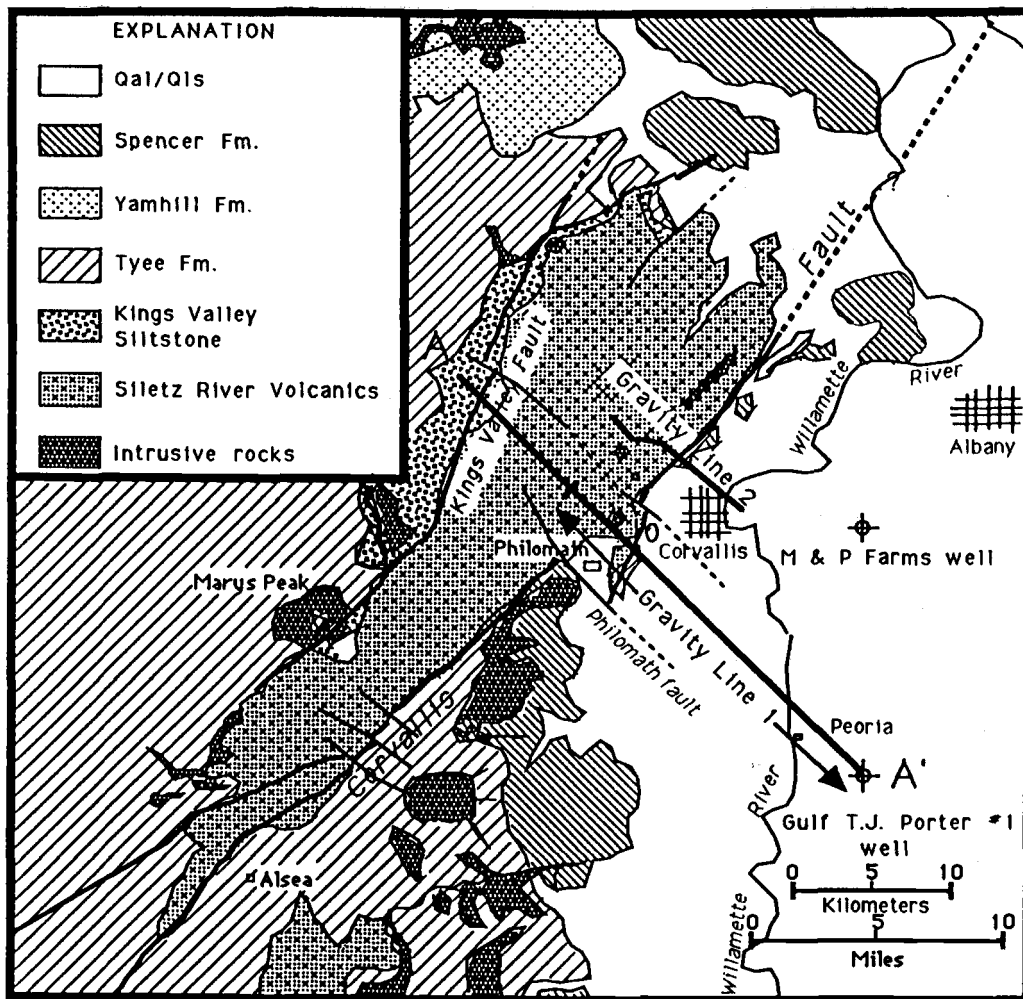 EXPLANATION
Qal/Qls
Spencer Fm.
Yamhill Fm.
Tyee Fm.
Kings Valley
Siltstone
Siletz River Volcanics
Intrusive rocks
Fault
?
River
Willamette
Albany
A
Kings Valley Fault
Gravity Line 2
0
Corvallis
M & P Farms well
Philomath
Marys Peak
Gravity Line 1
Philomath fault
Peoria
Corvallis
A'
River
Gulf T.J. Porter #1
well
Alsea
0 5 10
Kilometers
0 5 10
Miles
Willamette